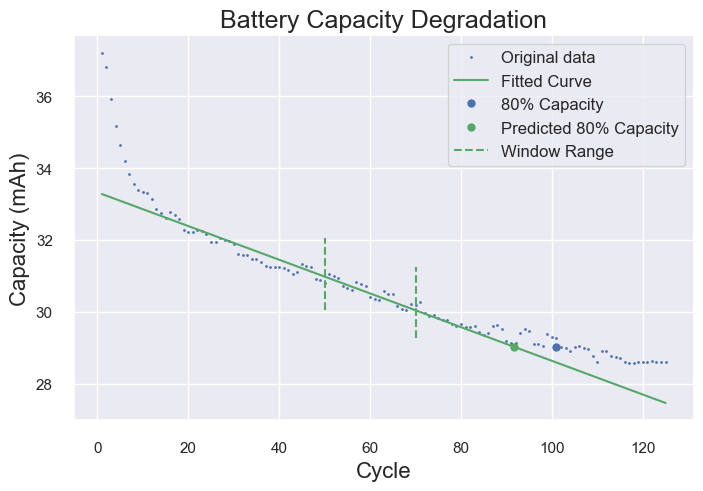 Battery Capacity Degradation
Original data
Fitted Curve
80% Capacity
Predicted 80% Capacity
Window Range
Capacity (mAh)
36
34
32
30
28
0 20 40 60 80 100 120
Cycle